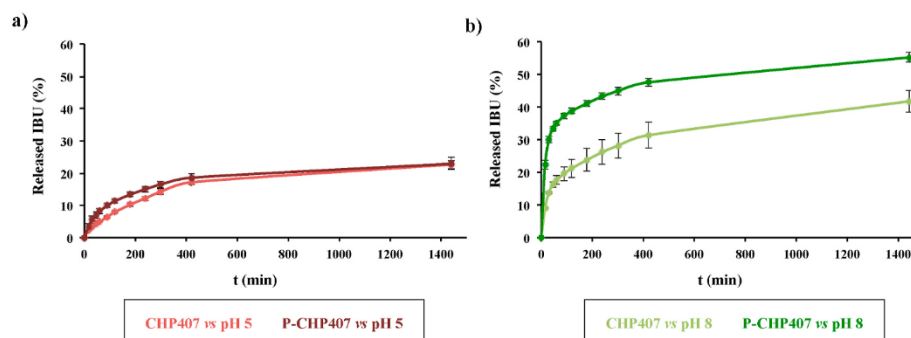 a)
60
50
40
30
20
10
0
Released IBU (%)
0 200 400 600 800 1000 1200 1400
t (min)
CHP407 vs pH 5 P-CHP407 vs pH 5
b)
60
50
40
30
20
10
0
Released IBU (%)
0 200 400 600 800 1000 1200 1400
t (min)
CHP407 vs pH 8 P-CHP407 vs pH 8